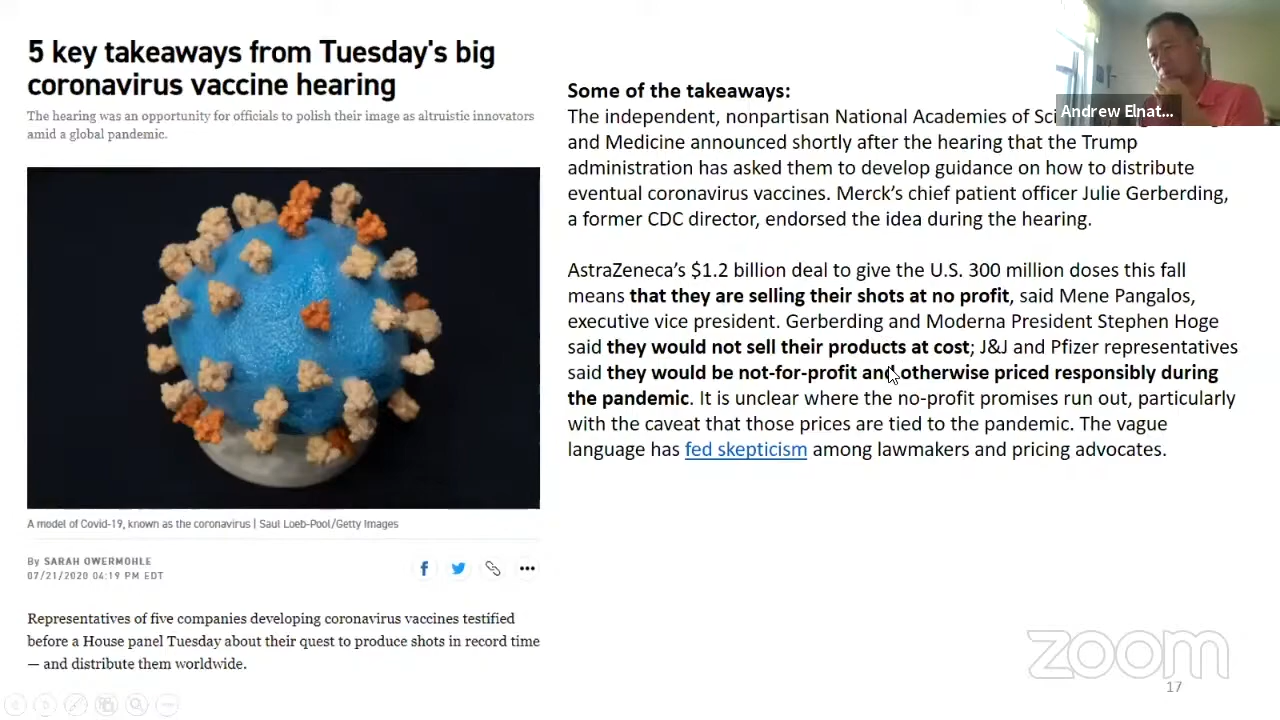 5 key takeaways from Tuesday's big
coronavirus vaccine hearing
The hearing was an opportunity for officials to polish their image as altruistic innovators
amid a global pandemic.
A model of Covid-19, known as the coronavirus | Saul Loeb-Pool/Getty Images
By SARAH OWERMOHLE
07/21/2020 04:19 PM EDT
Representatives of five companies developing coronavirus vaccines testified
before a House panel Tuesday about their quest to produce shots in record time
— and distribute them worldwide.
Some of the takeaways:
The independent, nonpartisan National Academies of
and Medicine announced shortly after the hearing that the Trump
administration has asked them to develop guidance on how to distribute
eventual coronavirus vaccines. Merck's chief patient officer Julie Gerberding,
a former CDC director, endorsed the idea during the hearing.
AstraZeneca's $1.2 billion deal to give the U.S. 300 million doses this fall
means that they are selling their shots at no profit, said Mene Pangalos,
executive vice president. Gerberding and Moderna President Stephen Hoge
said they would not sell their products at cost; J&J and Pfizer representatives
said they would be not-for-profit and otherwise priced responsibly during
the pandemic. It is unclear where the no-profit promises run out, particularly
with the caveat that those prices are tied to the pandemic. The vague
language has fed skepticism among lawmakers and pricing advocates.
Andrew Elnat...
zoom
17